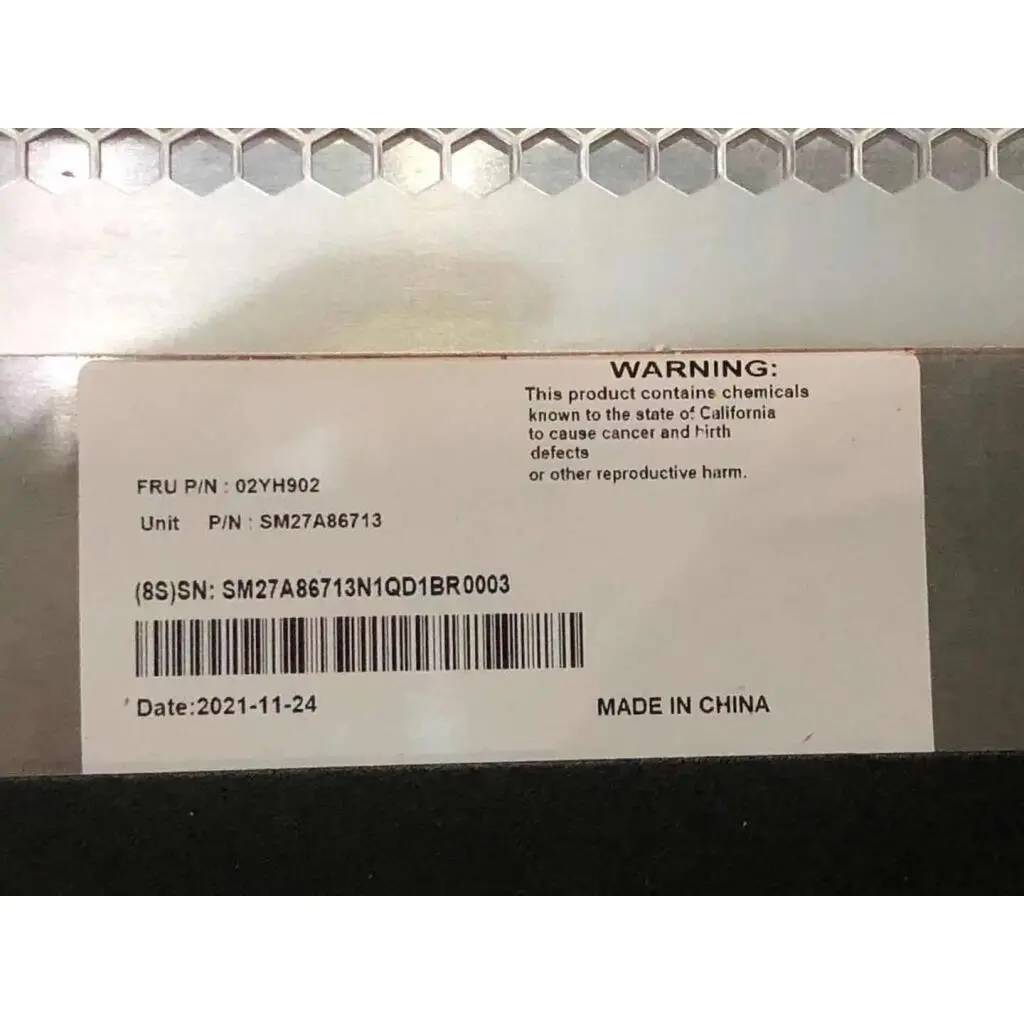 WARNING:
This product contains chemicals
known to the state of California
to cause cancer and birth
defects
or other reproductive harm.
FRU P/N : 02YH902
Unit P/N : SM27A86713
(8S)SN: SM27A86713N1QD1BR0003
Date:2021-11-24
MADE IN CHINA